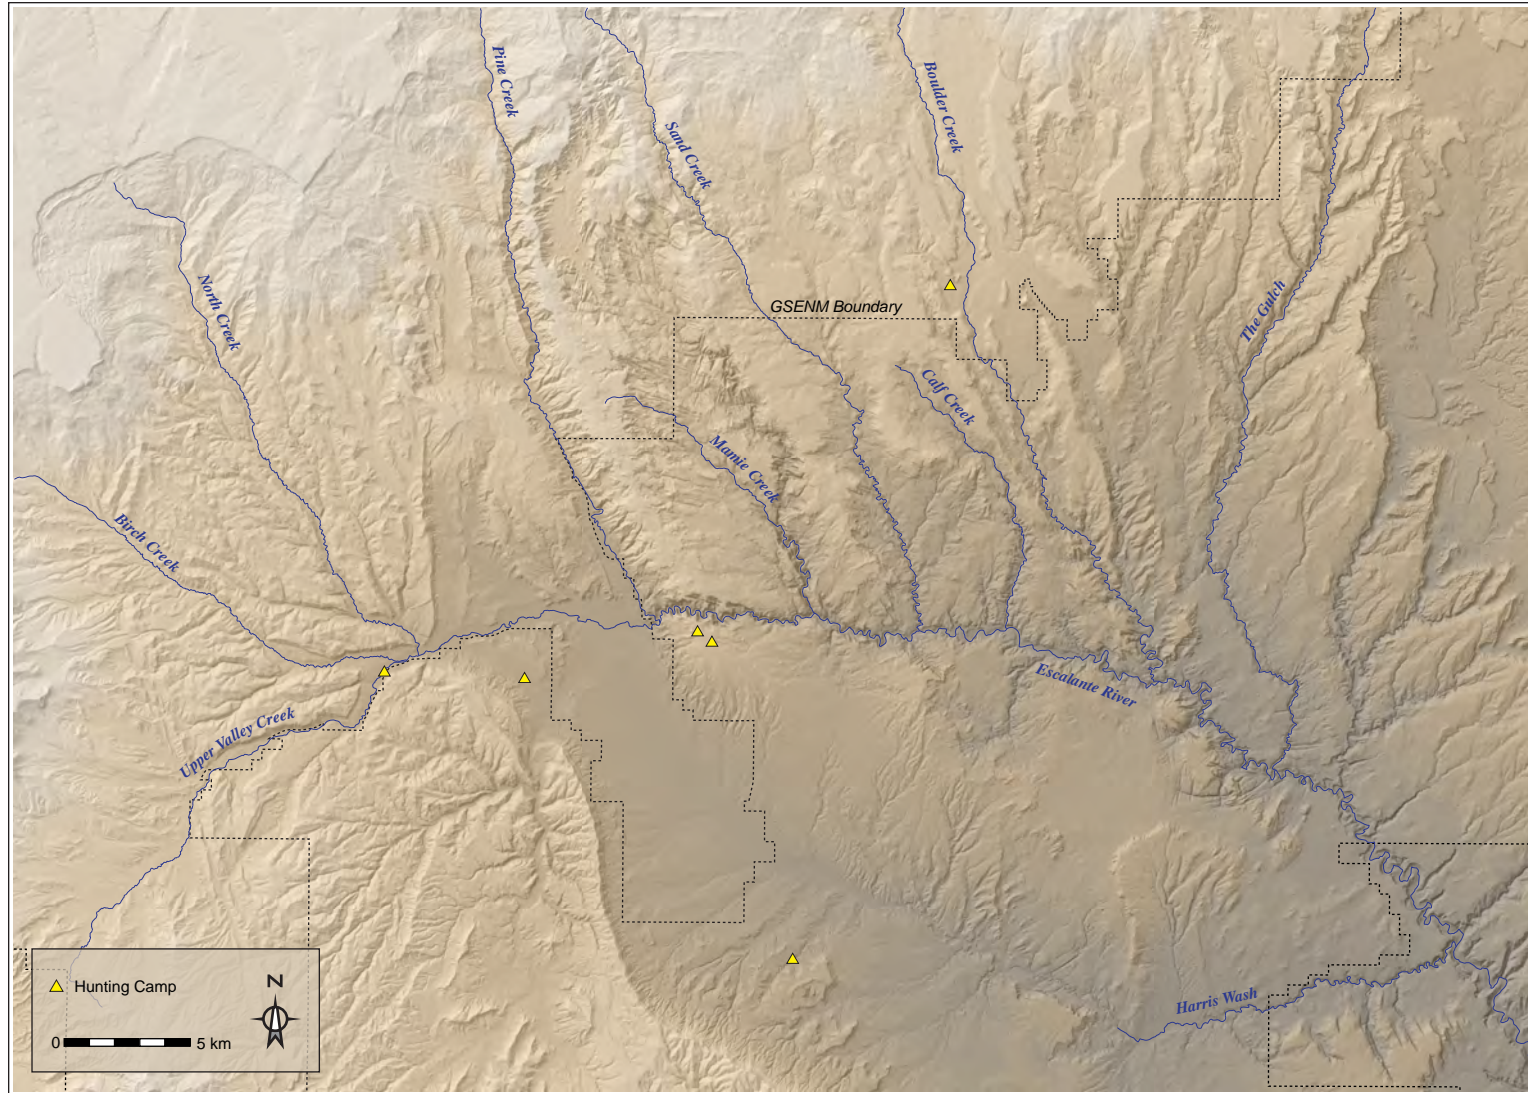 Pine Creek
Sand Creek
Boulder Creek
North Creek
GSENM Boundary
The Gulch
Calf Creek
Mamie Creek
Birch Creek
Escalante River
Upper Valley Creek
Harris Wash
N
Hunting Camp
0 5 km